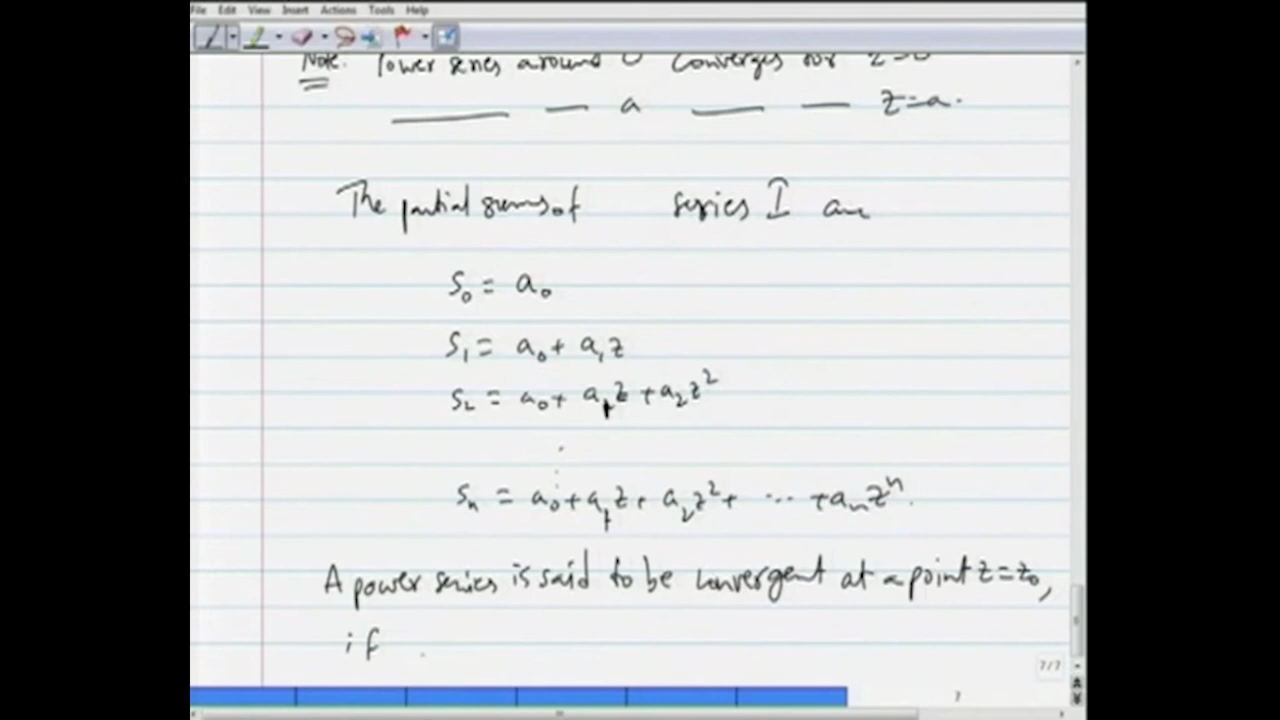 File Edit View Insert Actions Tools Help
Note: Power series around 0 converges for z=0
— — a — — z=a.
The partial sums of series I are
S₀ = a₀
S₁ = a₀ + a₁z
S₂ = a₀ + a₁z + a₂z²
⋮
Sₙ = a₀ + a₁z + a₂z² + ... + aₙzⁿ.
A power series is said to be convergent at a point z=z₀,
if
7/7
7